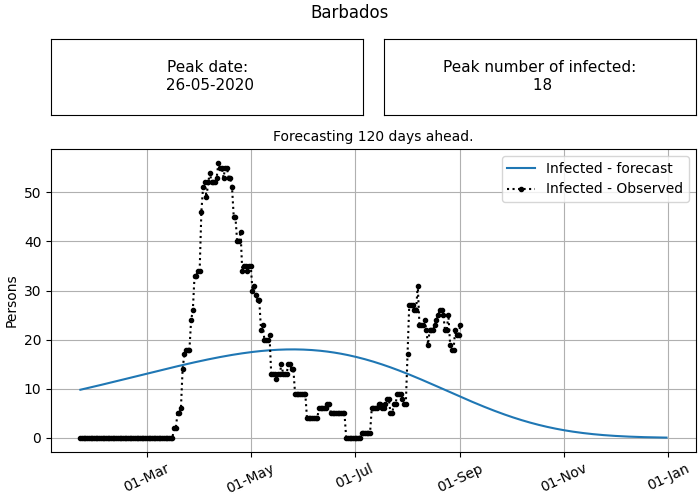 Barbados
Peak date:
26-05-2020
Peak number of infected:
18
Forecasting 120 days ahead.
Infected - forecast
Infected - Observed
Persons
50
40
30
20
10
0
01-Mar
01-May
01-Jul
01-Sep
01-Nov
01-Jan